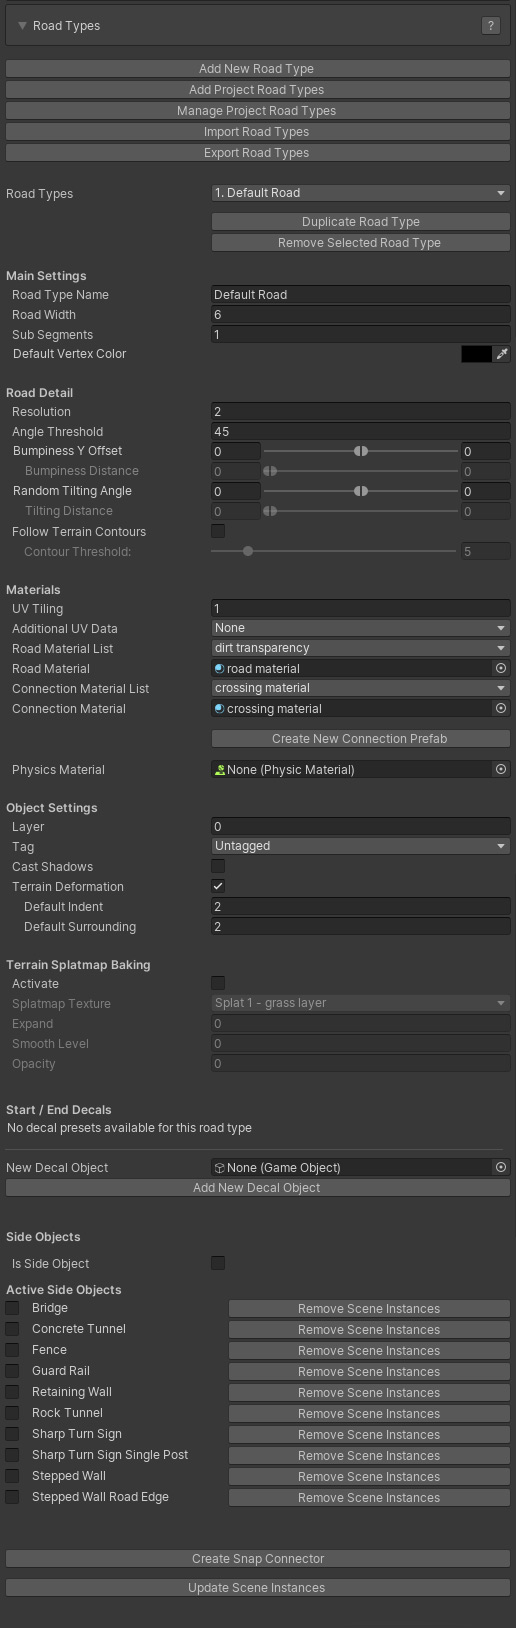 Road Types
?
Add New Road Type
Add Project Road Types
Manage Project Road Types
Import Road Types
Export Road Types
Road Types 1. Default Road
Duplicate Road Type
Remove Selected Road Type
Main Settings
Road Type Name Default Road
Road Width 6
Sub Segments 1
Default Vertex Color
Road Detail
Resolution 2
Angle Threshold 45
Bumpiness Y Offset 0 0
Bumpiness Distance 0 0
Random Tilting Angle 0 0
Tilting Distance 0 0
Follow Terrain Contours
Contour Threshold: 5
Materials
UV Tiling 1
Additional UV Data None
Road Material List dirt transparency
Road Material road material
Connection Material List crossing material
Connection Material crossing material
Create New Connection Prefab
Physics Material None (Physic Material)
Object Settings
Layer 0
Tag Untagged
Cast Shadows
Terrain Deformation
Default Indent 2
Default Surrounding 2
Terrain Splatmap Baking
Activate
Splatmap Texture Splat 1 - grass layer
Expand 0
Smooth Level 0
Opacity 0
Start / End Decals
No decal presets available for this road type
New Decal Object None (Game Object)
Add New Decal Object
Side Objects
Is Side Object
Active Side Objects
Bridge Remove Scene Instances
Concrete Tunnel Remove Scene Instances
Fence Remove Scene Instances
Guard Rail Remove Scene Instances
Retaining Wall Remove Scene Instances
Rock Tunnel Remove Scene Instances
Sharp Turn Sign Remove Scene Instances
Sharp Turn Sign Single Post Remove Scene Instances
Stepped Wall Remove Scene Instances
Stepped Wall Road Edge Remove Scene Instances
Create Snap Connector
Update Scene Instances